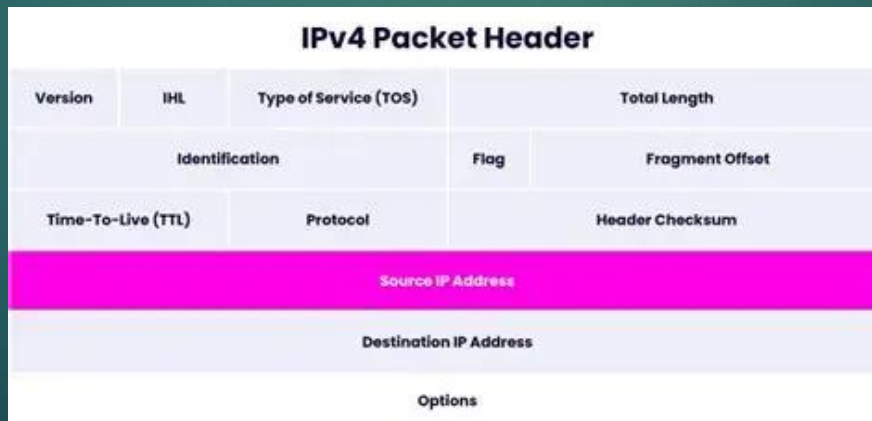 IPv4 Packet Header
Version IHL Type of Service (TOS) Total Length
Identification Flag Fragment Offset
Time-To-Live (TTL) Protocol Header Checksum
Source IP Address
Destination IP Address
Options